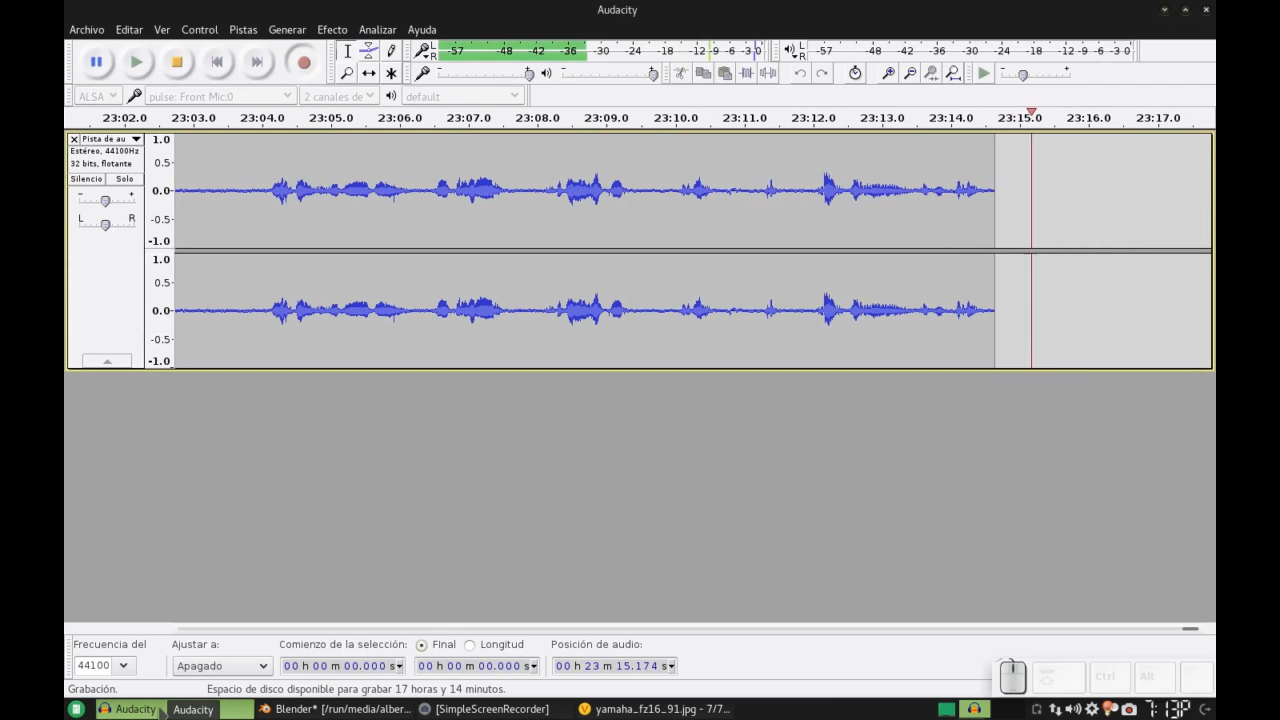 Audacity
Archivo Editar Ver Control Pistas Generar Efecto Analizar Ayuda
L R -57 -48 -42 -36 -30 -24 -18 -12 -9 -6 -3 0 L R -57 -48 -42 -36 -30 -24 -18 -12 -9 -6 -3 0
- + - + - +
ALSA pulse: Front Mic:0 2 canales de default
23:02.0 23:03.0 23:04.0 23:05.0 23:06.0 23:07.0 23:08.0 23:09.0 23:10.0 23:11.0 23:12.0 23:13.0 23:14.0 23:15.0 23:16.0 23:17.0
X Pista de au 1.0
Estéreo, 44100Hz
32 bits, flotante 0.5
Silencio Solo
- + 0.0
L R -0.5
-1.0
1.0
0.5
0.0
-0.5
-1.0
Frecuencia del Ajustar a: Comienzo de la selección: FInal Longitud Posición de audio:
44100 Apagado 00 h 00 m 00.000 s 00 h 00 m 00.000 s 00 h 23 m 15.174 s
Grabación. Espacio de disco disponible para grabar 17 horas y 14 minutos.
Ctrl Alt
Audacity Audacity Blender* [/run/media/alber... [SimpleScreenRecorder] yamaha_fz16_91.jpg - 7/7...